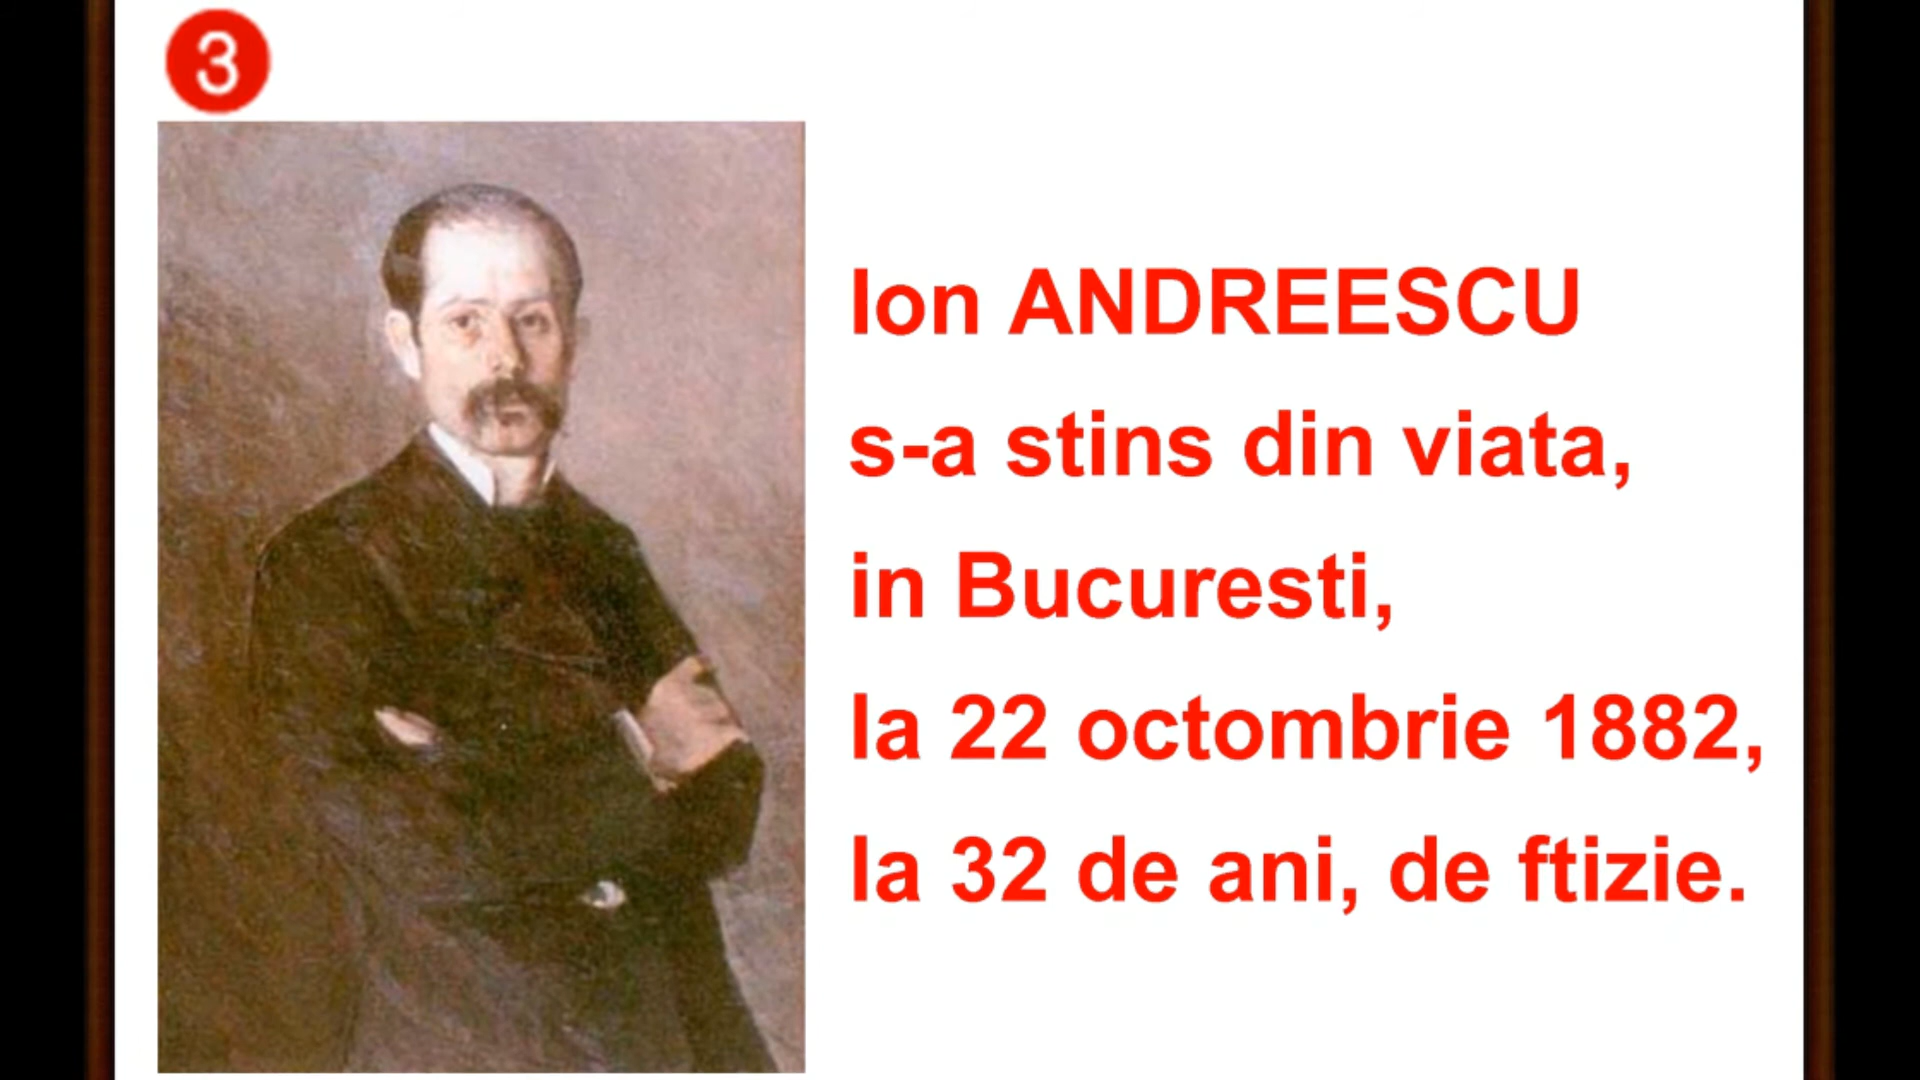 3
Ion ANDREESCU
s-a stins din viata,
in Bucuresti,
la 22 octombrie 1882,
la 32 de ani, de ftizie.